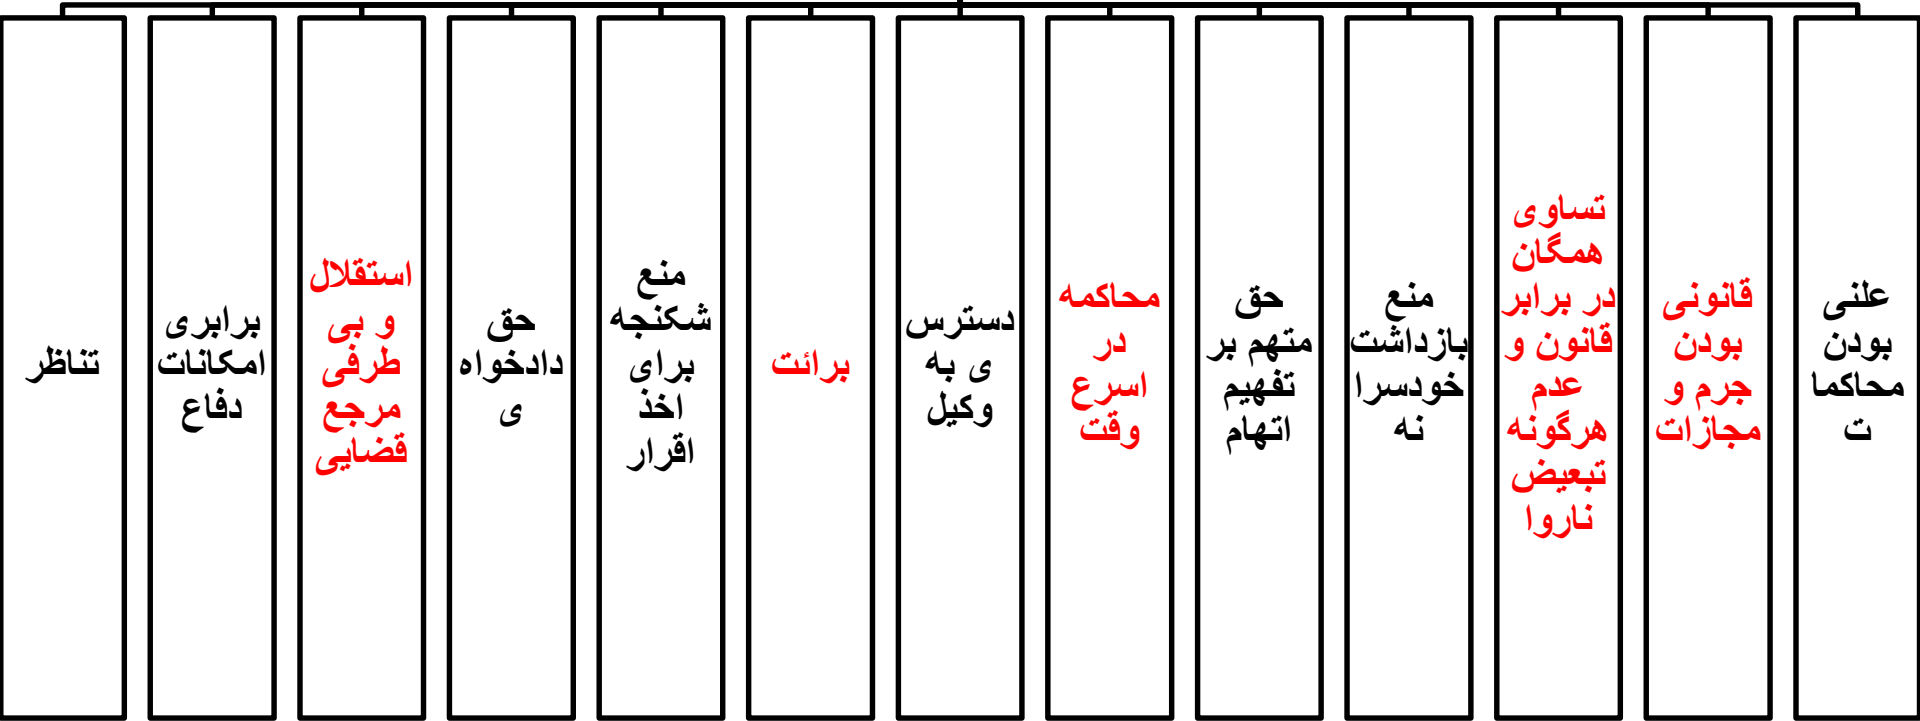 علنی
بودن
محاکما
ت
قانونی
بودن
جرم و
مجازات
تساوی
همگان
در برابر
قانون و
عدم
هرگونه
تبعیض
ناروا
منع
بازداشت
خودسرا
نه
حق
متهم بر
تفهیم
اتهام
محاکمه
در
اسرع
وقت
دسترس
ی به
وکیل
برائت
منع
شکنجه
برای
اخذ
اقرار
حق
دادخواه
ی
استقلال
و بی
طرفی
مرجع
قضایی
برابری
امکانات
دفاع
تناظر